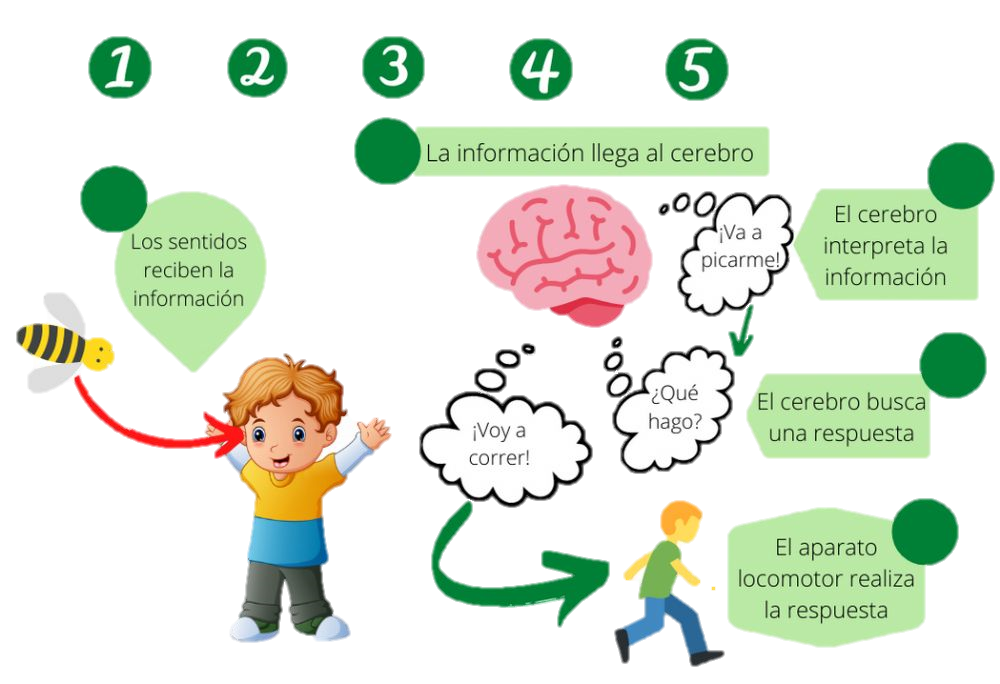 1 2 3 4 5
La información llega al cerebro
Los sentidos
reciben la
información
¡Va a
picarme!
El cerebro
interpreta la
información
¿Qué
hago?
El cerebro busca
una respuesta
¡Voy a
correr!
El aparato
locomotor realiza
la respuesta